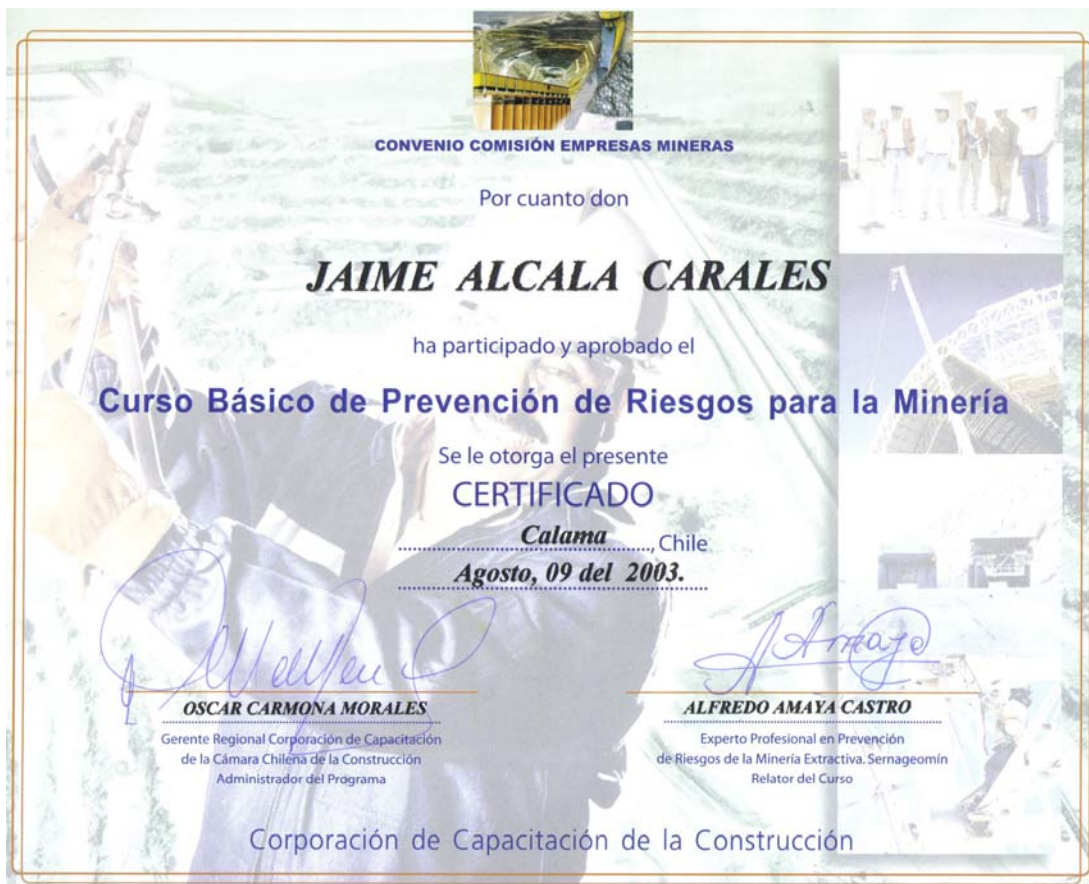 CONVENIO COMISIÓN EMPRESAS MINERAS
Por cuanto don
JAIME ALCALA CARALES
ha participado y aprobado el
Curso Básico de Prevención de Riesgos para la Minería
Se le otorga el presente
CERTIFICADO
Calama, Chile
Agosto, 09 del 2003.
A Amaya
OSCAR CARMONA MORALES
Gerente Regional Corporación de Capacitación
de la Cámara Chilena de la Construcción
Administrador del Programa
ALFREDO AMAYA CASTRO
Experto Profesional en Prevención
de Riesgos de la Minería Extractiva. Sernageomín
Relator del Curso
Corporación de Capacitación de la Construcción